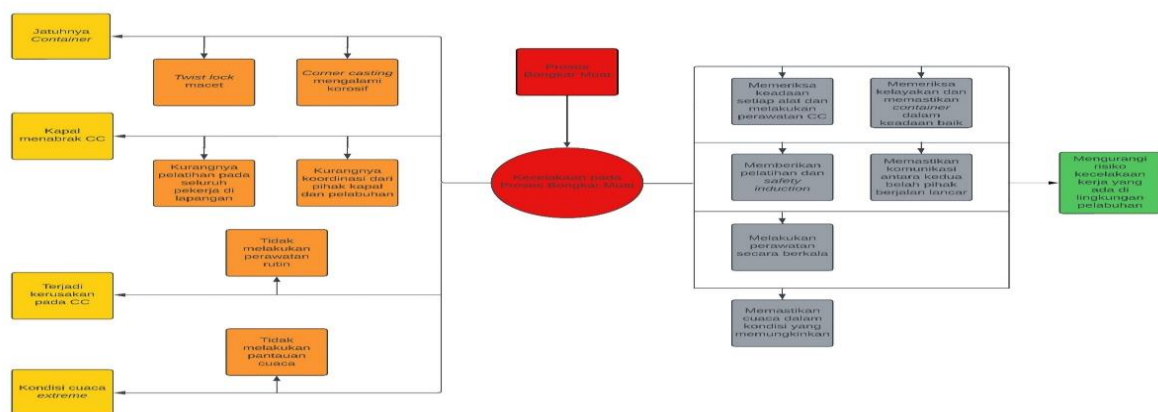 Jatuhnya
Container
Twist lock
macet
Corner casting
mengalami
korosif
Kapal
menabrak CC
Kurangnya
pelatihan pada
seluruh pekerja di
lapangan
Kurangnya
koordinasi dari
pihak kapal
dan pelabuhan
Tidak
melakukan
perawatan
rutin
Terjadi
kerusakan
pada CC
Tidak
melakukan
pantauan
cuaca
Kondisi cuaca
extreme
Proses
Bongkar Muat
Kecelakaan pada
Proses Bongkar Muat
Memeriksa
keadaan
setiap alat dan
melakukan
perawatan CC
Memeriksa
kelayakan dan
memastikan
container
dalam
keadaan baik
Memberikan
pelatihan dan
safety
induction
Memastikan
komunikasi
antara kedua
belah pihak
berjalan lancar
Melakukan
perawatan
secara berkala
Memastikan
cuaca dalam
kondisi yang
memungkinkan
Mengurangi
risiko
kecelakaan
kerja yang
ada di
lingkungan
pelabuhan